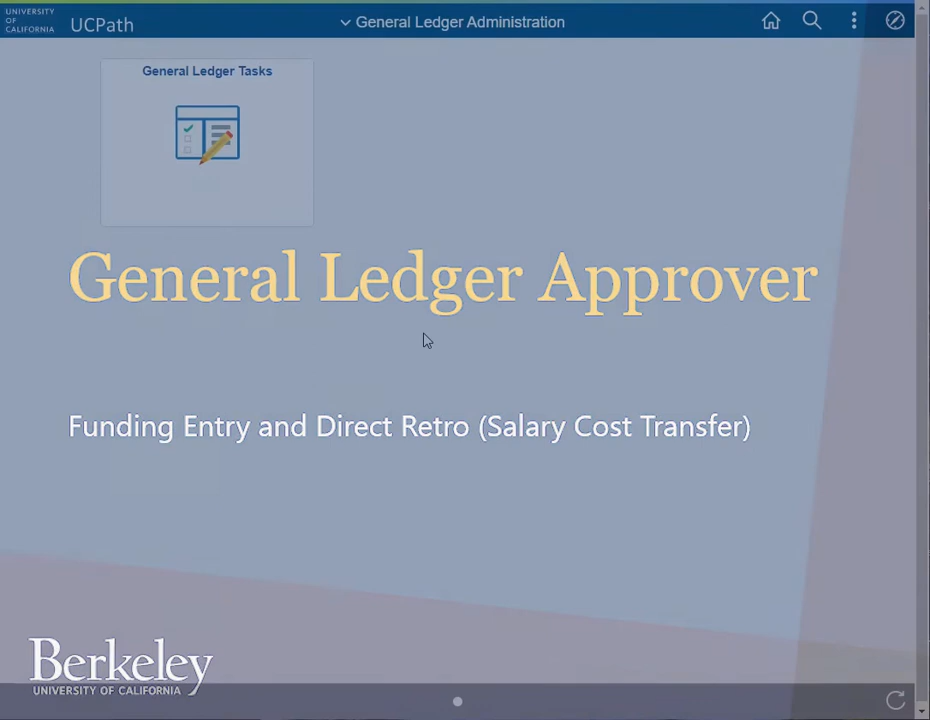 UNIVERSITY
OF
CALIFORNIA
UCPath
General Ledger Administration
General Ledger Tasks
General Ledger Approver
Funding Entry and Direct Retro (Salary Cost Transfer)
Berkeley
UNIVERSITY OF CALIFORNIA